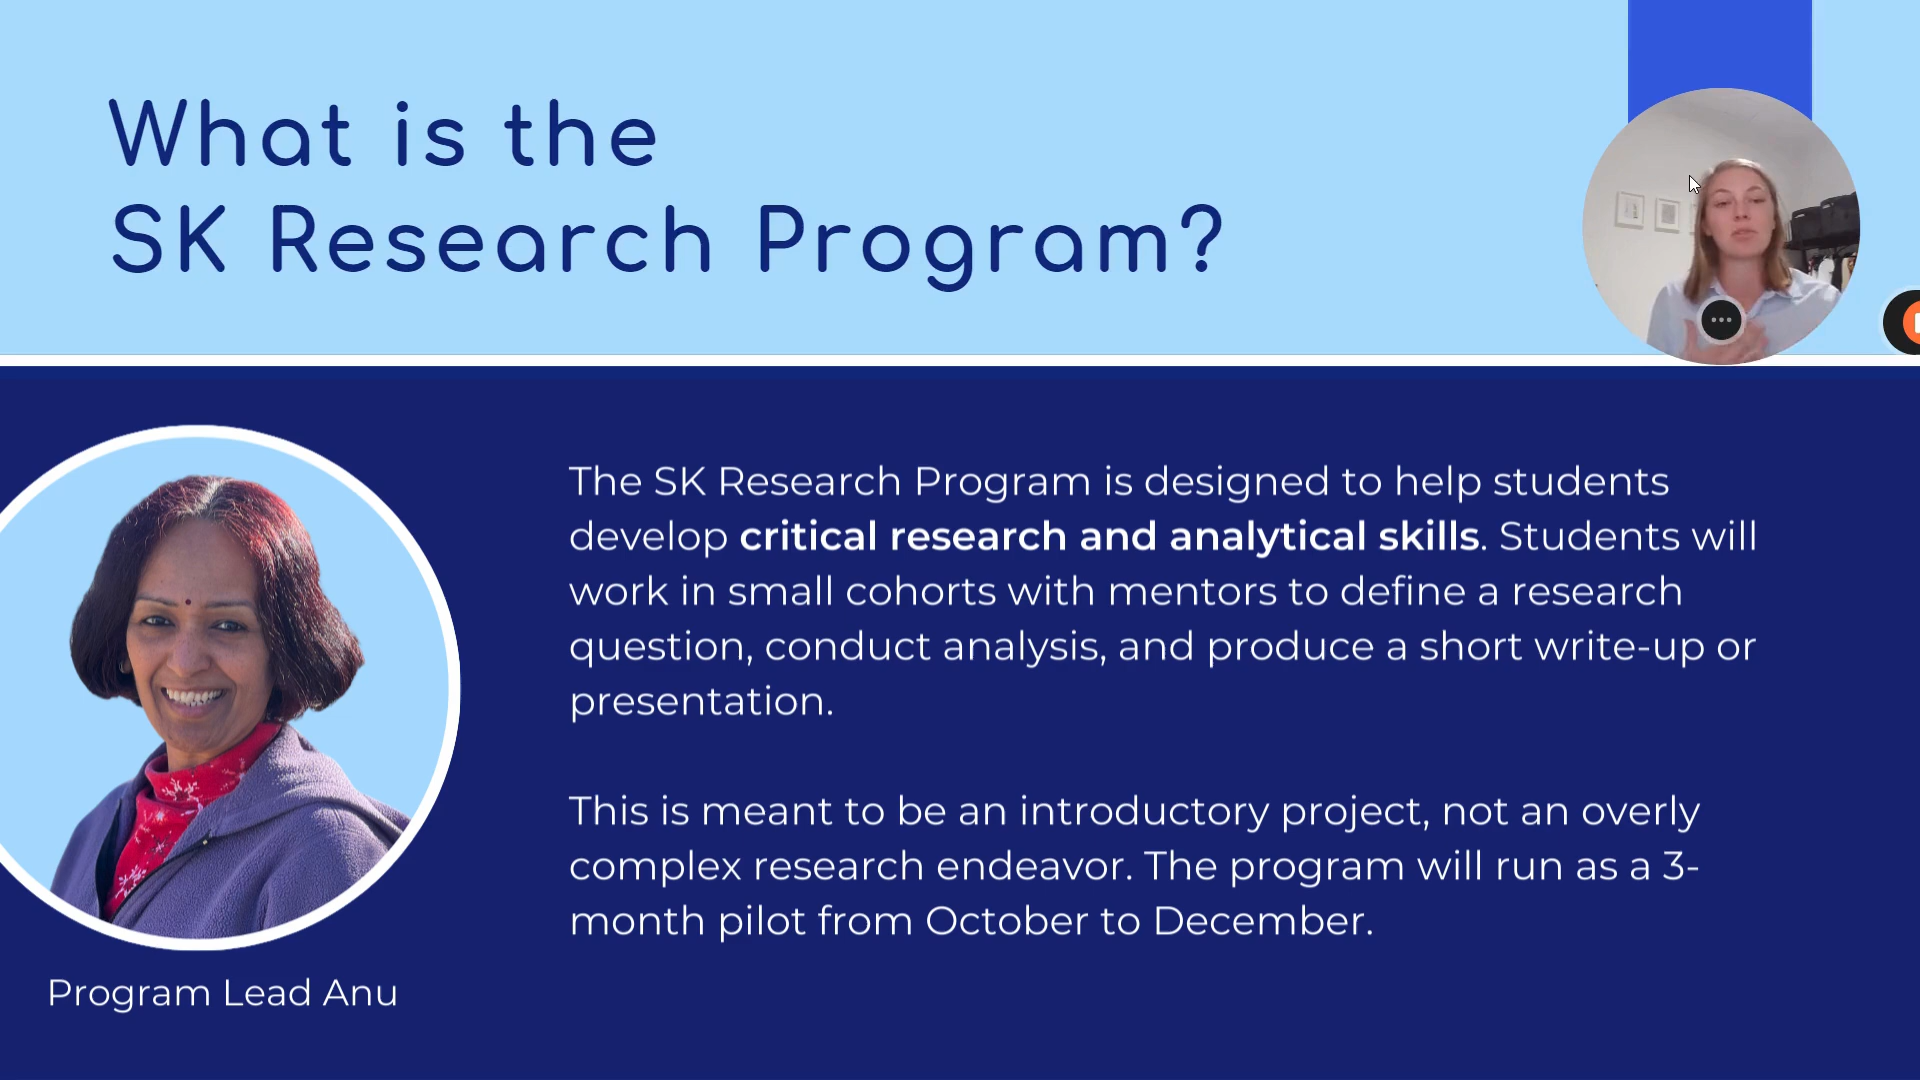 What is the
SK Research Program?
The SK Research Program is designed to help students
develop critical research and analytical skills. Students will
work in small cohorts with mentors to define a research
question, conduct analysis, and produce a short write-up or
presentation.
This is meant to be an introductory project, not an overly
complex research endeavor. The program will run as a 3-
month pilot from October to December.
Program Lead Anu